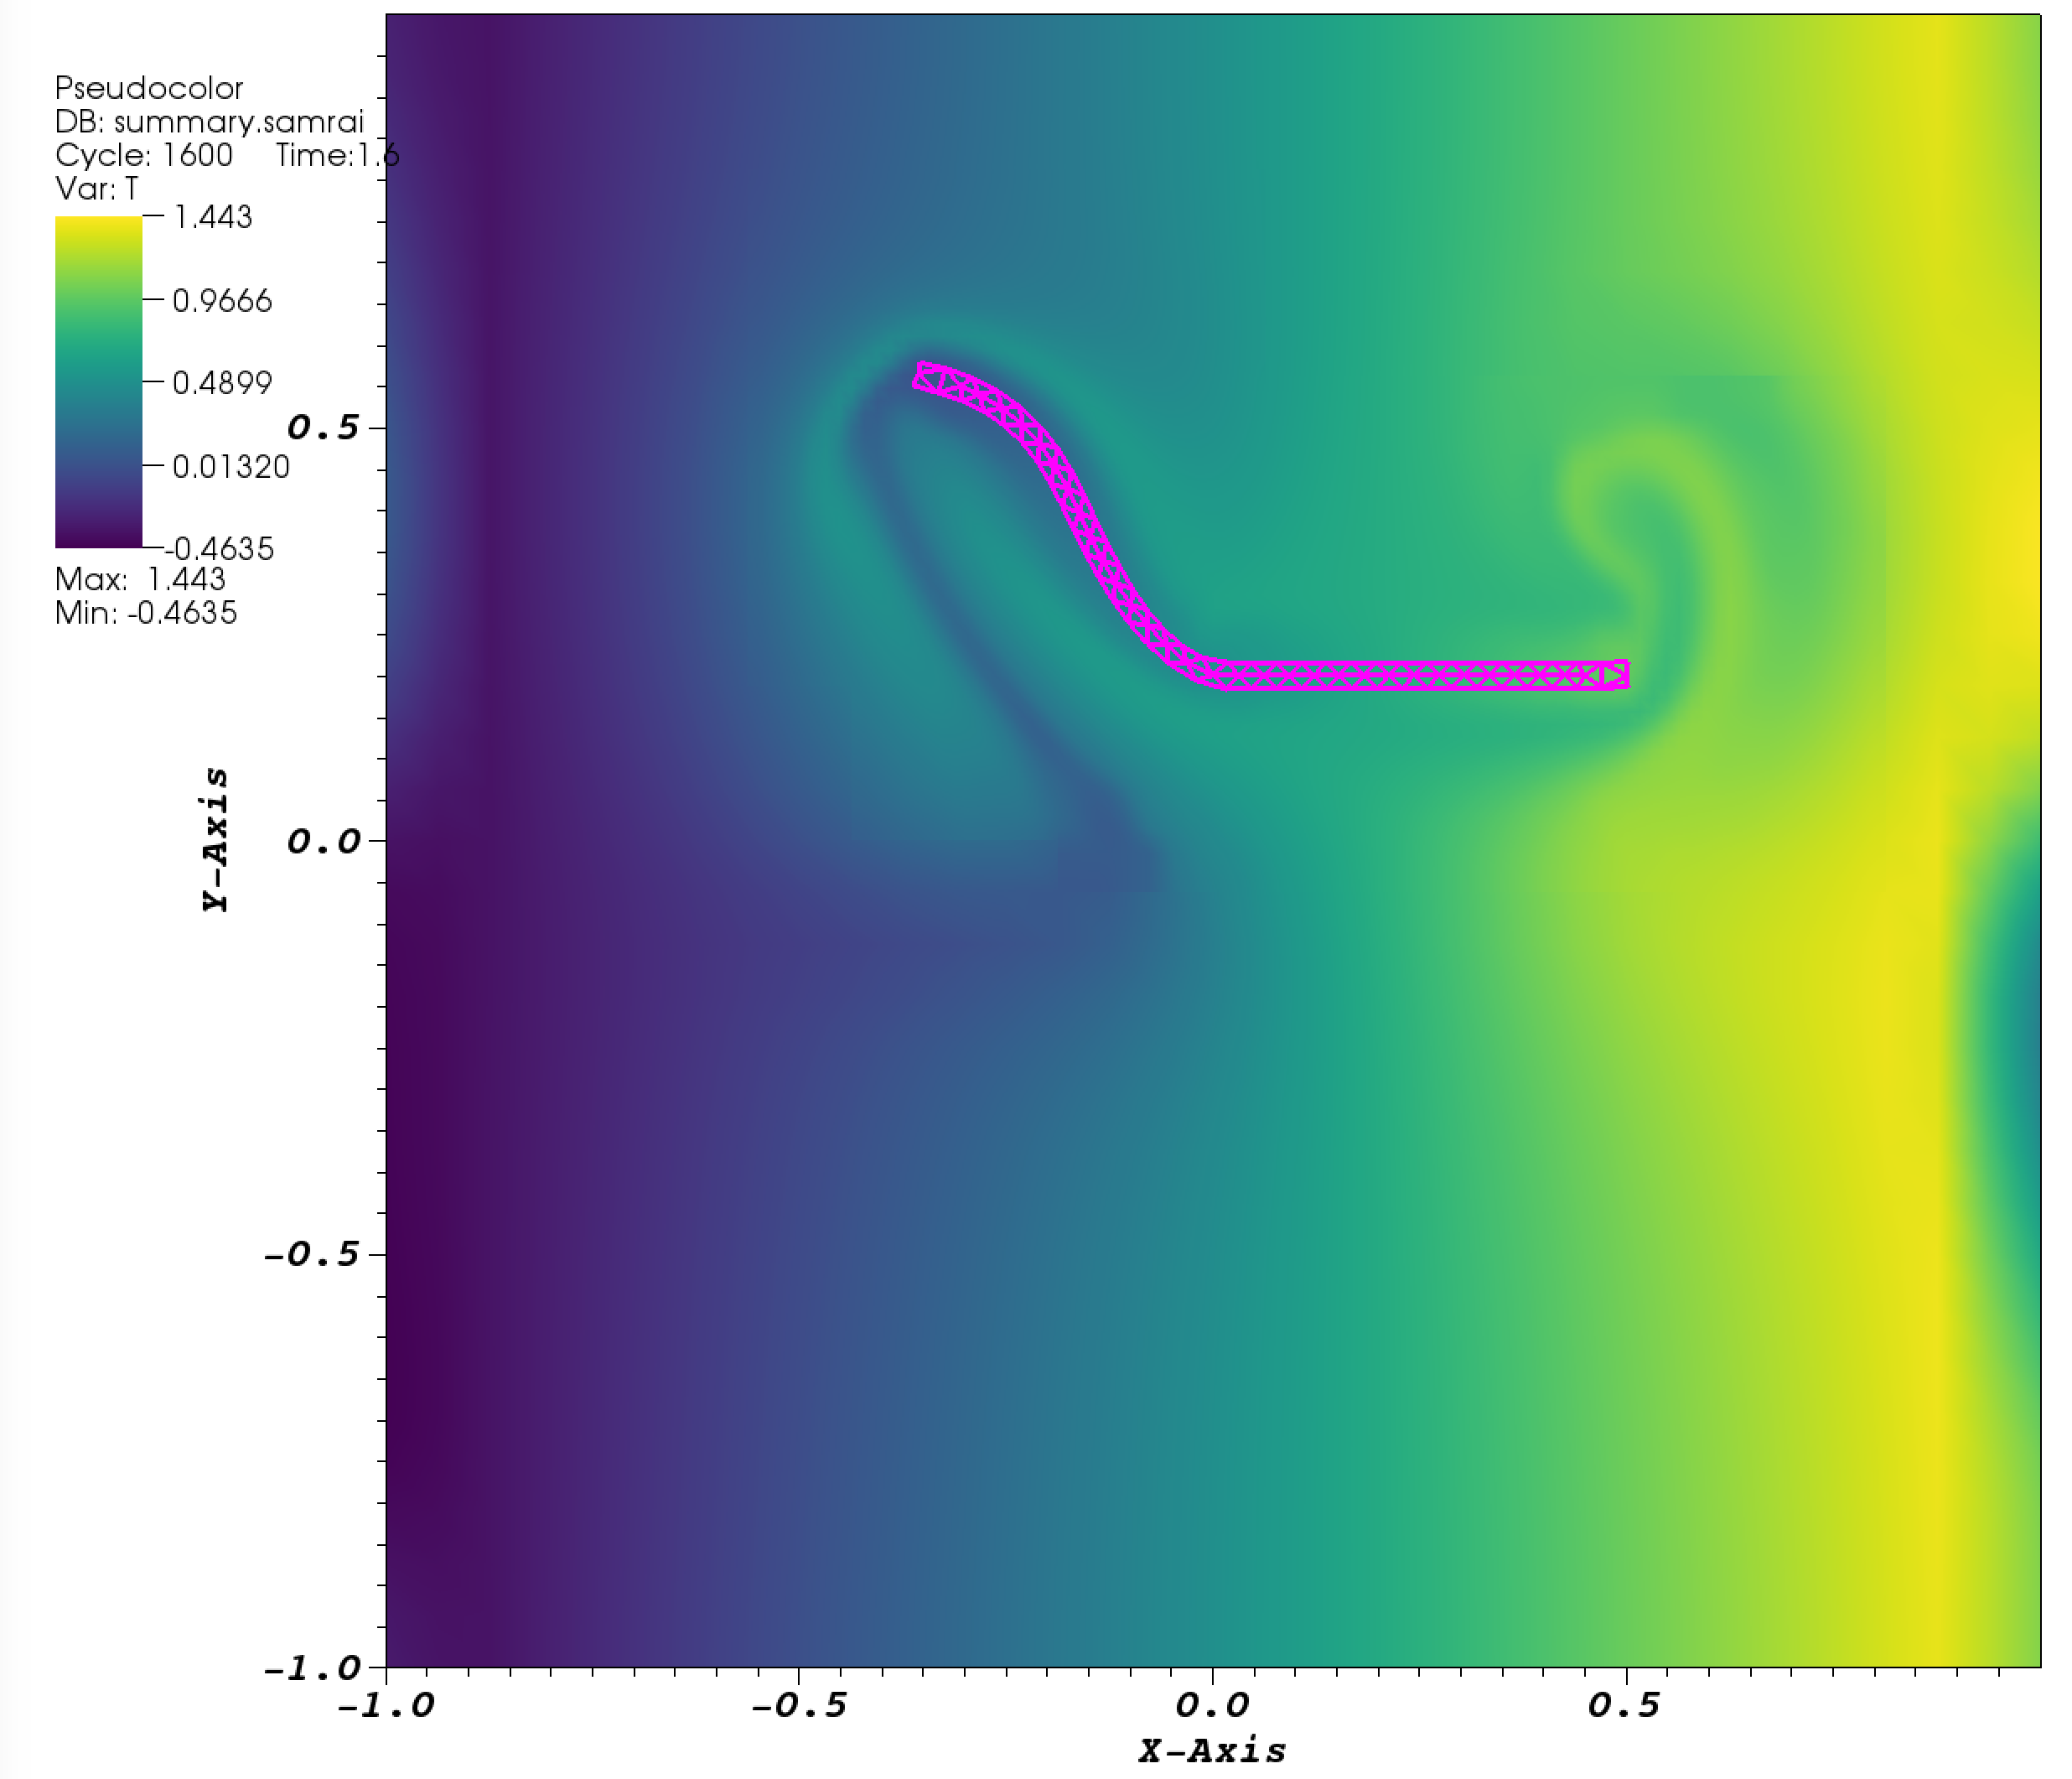 Pseudocolor
DB: summary.samrai
Cycle: 1600 Time:1.6
Var: T
1.443
0.9666
0.4899
0.01320
-0.4635
Max: 1.443
Min: -0.4635
0.5
0.0
-0.5
-1.0
Y-Axis
-1.0 -0.5 0.0 0.5
X-Axis